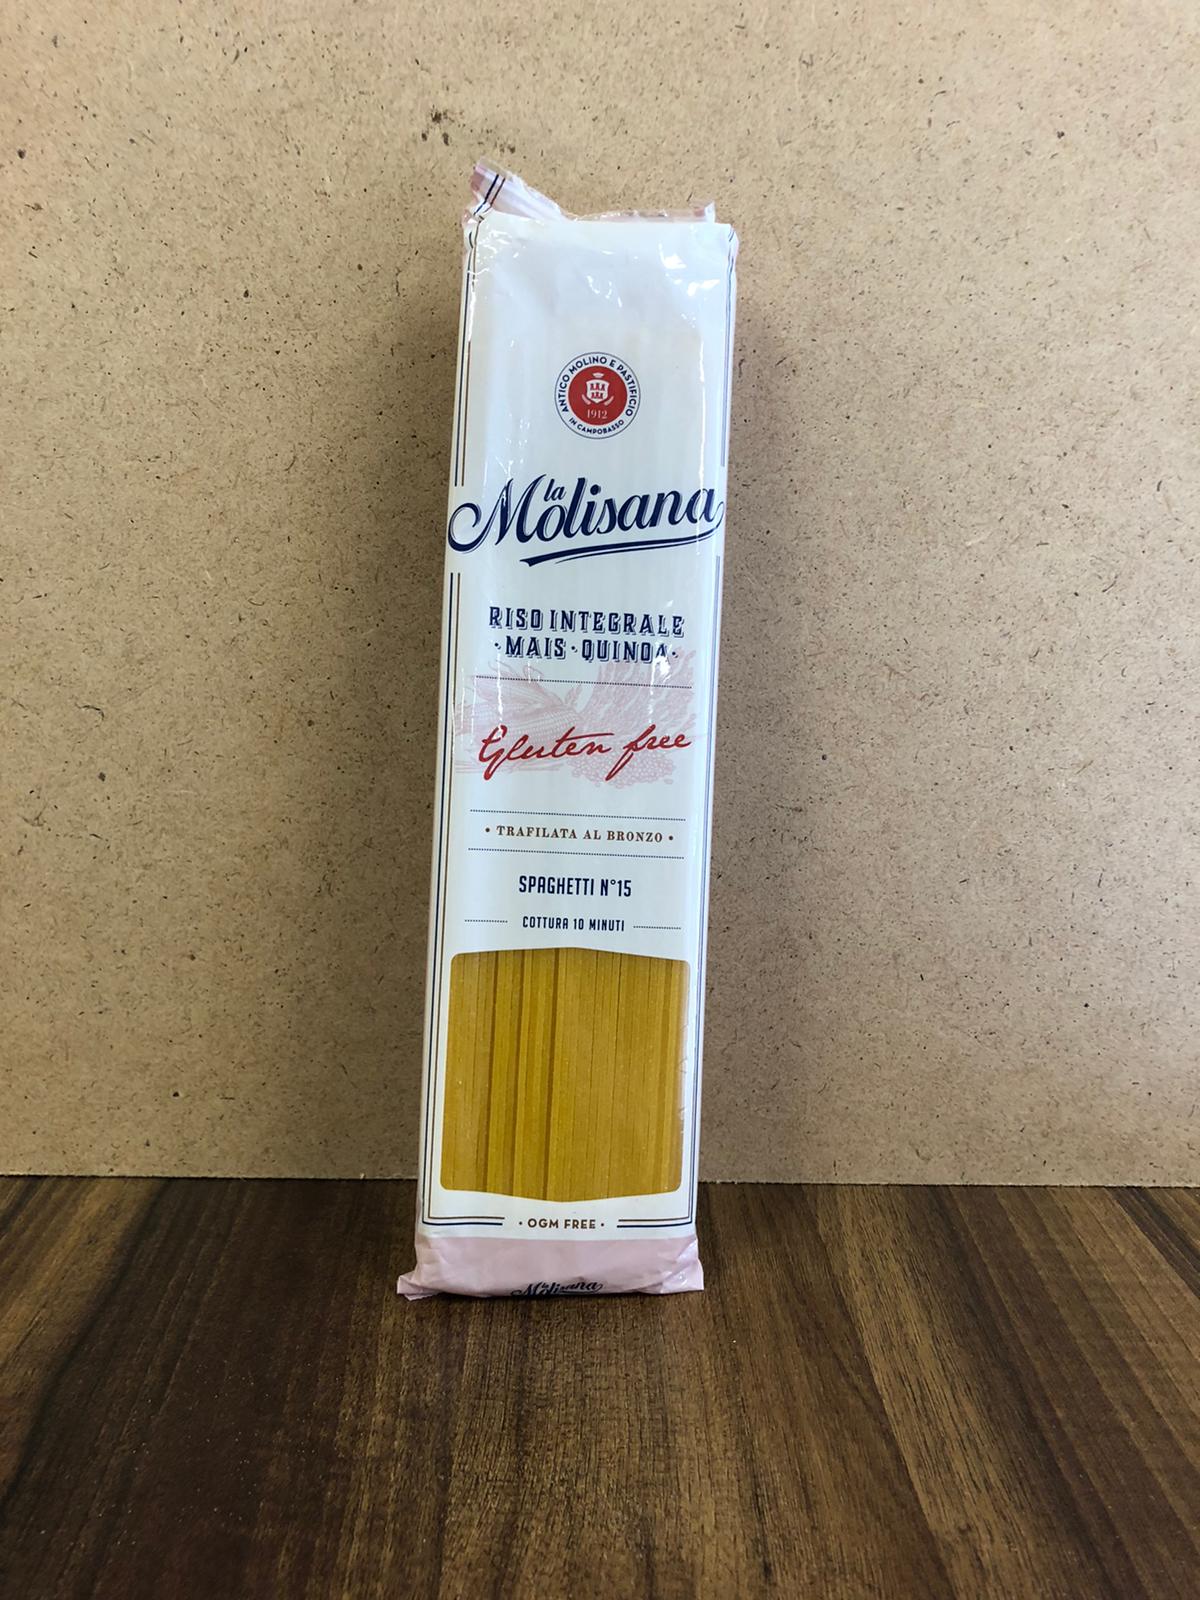 ANTICO MOLINO E PASTIFICIO
1912
IN CAMPOBASSO
la
Molisana
RISO INTEGRALE
·MAIS·QUINOA·
Gluten free
• TRAFILATA AL BRONZO •
SPAGHETTI N°15
COTTURA 10 MINUTI
• OGM FREE •
la
Molisana